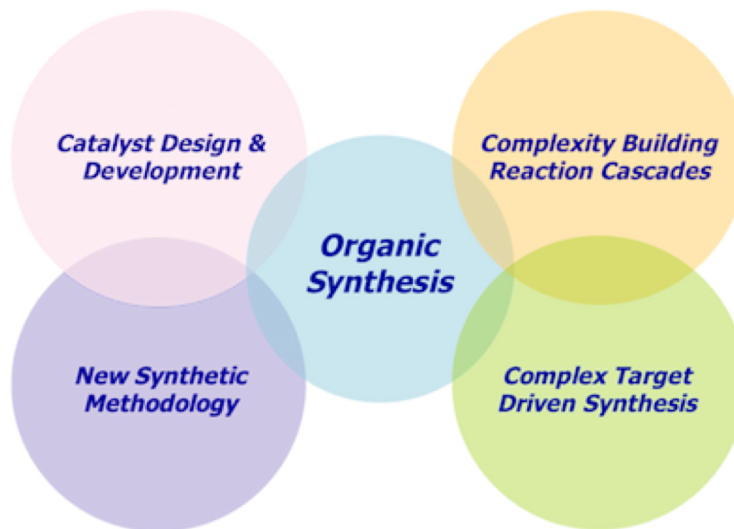 Catalyst Design &
Development
Complexity Building
Reaction Cascades
Organic
Synthesis
New Synthetic
Methodology
Complex Target
Driven Synthesis